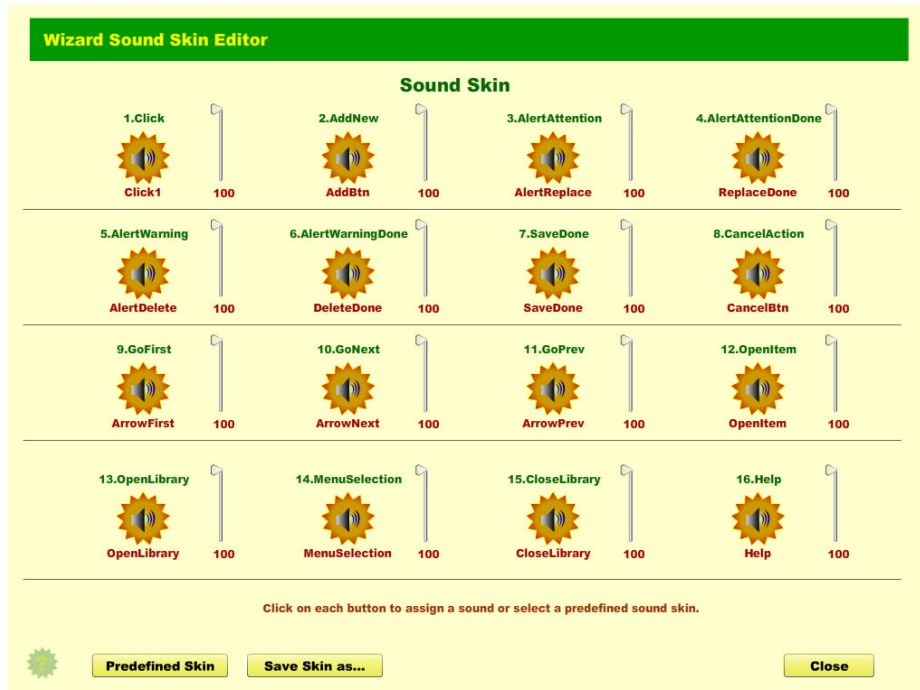 Wizard Sound Skin Editor
Sound Skin
1.Click 2.AddNew 3.AlertAttention 4.AlertAttentionDone
Click1 100 AddBtn 100 AlertReplace 100 ReplaceDone 100
5.AlertWarning 6.AlertWarningDone 7.SaveDone 8.CancelAction
AlertDelete 100 DeleteDone 100 SaveDone 100 CancelBtn 100
9.GoFirst 10.GoNext 11.GoPrev 12.OpenItem
ArrowFirst 100 ArrowNext 100 ArrowPrev 100 OpenItem 100
13.OpenLibrary 14.MenuSelection 15.CloseLibrary 16.Help
OpenLibrary 100 MenuSelection 100 CloseLibrary 100 Help 100
Click on each button to assign a sound or select a predefined sound skin.
? Predefined Skin Save Skin as... Close